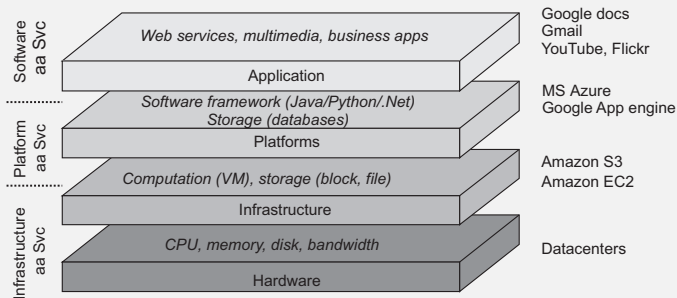 Software
aa Svc
Web services, multimedia, business apps
Application
Google docs
Gmail
YouTube, Flickr
Platform
aa Svc
Software framework (Java/Python/.Net)
Storage (databases)
Platforms
MS Azure
Google App engine
Infrastructure
aa Svc
Computation (VM), storage (block, file)
Infrastructure
Amazon S3
Amazon EC2
CPU, memory, disk, bandwidth
Hardware
Datacenters